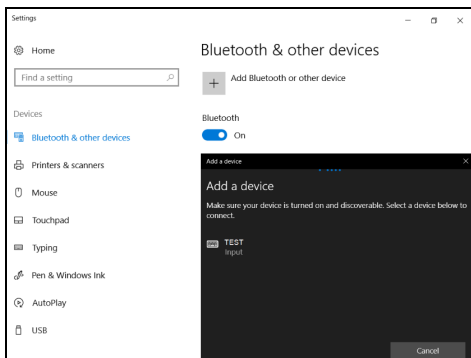 Settings
Home
Find a setting
Devices
Bluetooth & other devices
Printers & scanners
Mouse
Touchpad
Typing
Pen & Windows Ink
AutoPlay
USB
Bluetooth & other devices
Add Bluetooth or other device
Bluetooth
On
Add a device
Add a device
Make sure your device is turned on and discoverable. Select a device below to
connect.
TEST
Input
Cancel